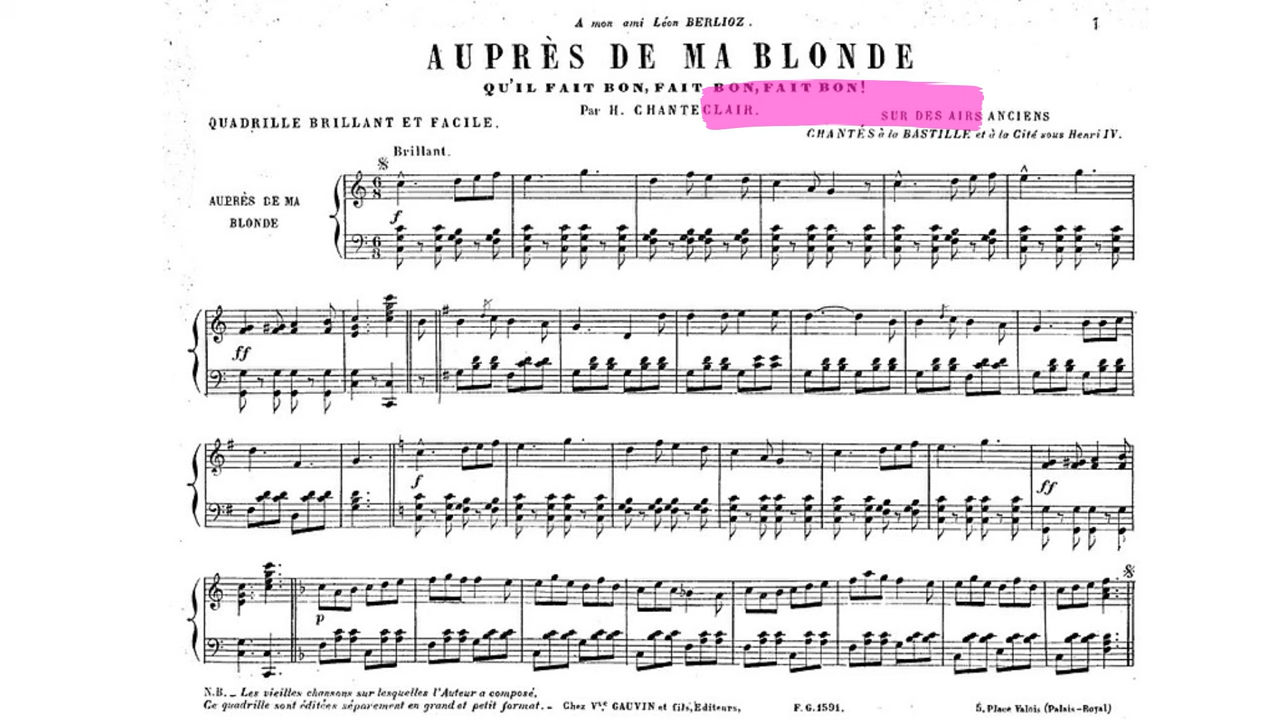 A mon ami Léon BERLIOZ.
1
AUPRÈS DE MA BLONDE
QU'IL FAIT BON, FAIT BON, FAIT BON!
Par H. CHANTECLAIR.
QUADRILLE BRILLANT ET FACILE.
SUR DES AIRS ANCIENS
CHANTÉS à la BASTILLE et à la Cité sous Henri IV.
Brillant.
AUPRÈS DE MA
BLONDE
f
ff
f
ff
p
N.B. _ Les vieilles chansons sur lesquelles l'Auteur a composé,
Ce quadrille sont éditées séparement en grand et petit format. _ Chez Vve. GAUVIN et fils, Editeurs, F. G. 1591. 5, Place Valois (Palais-Royal)